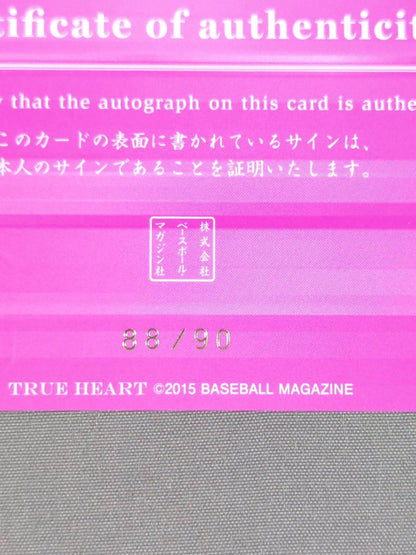 tificate of authenticit
that the autograph on this card is authe
このカードの表面に書かれているサインは、
本人のサインであることを証明いたします。
株式会社
ベースボール
マガジン社
88/90
TRUE HEART ©2015 BASEBALL MAGAZINE